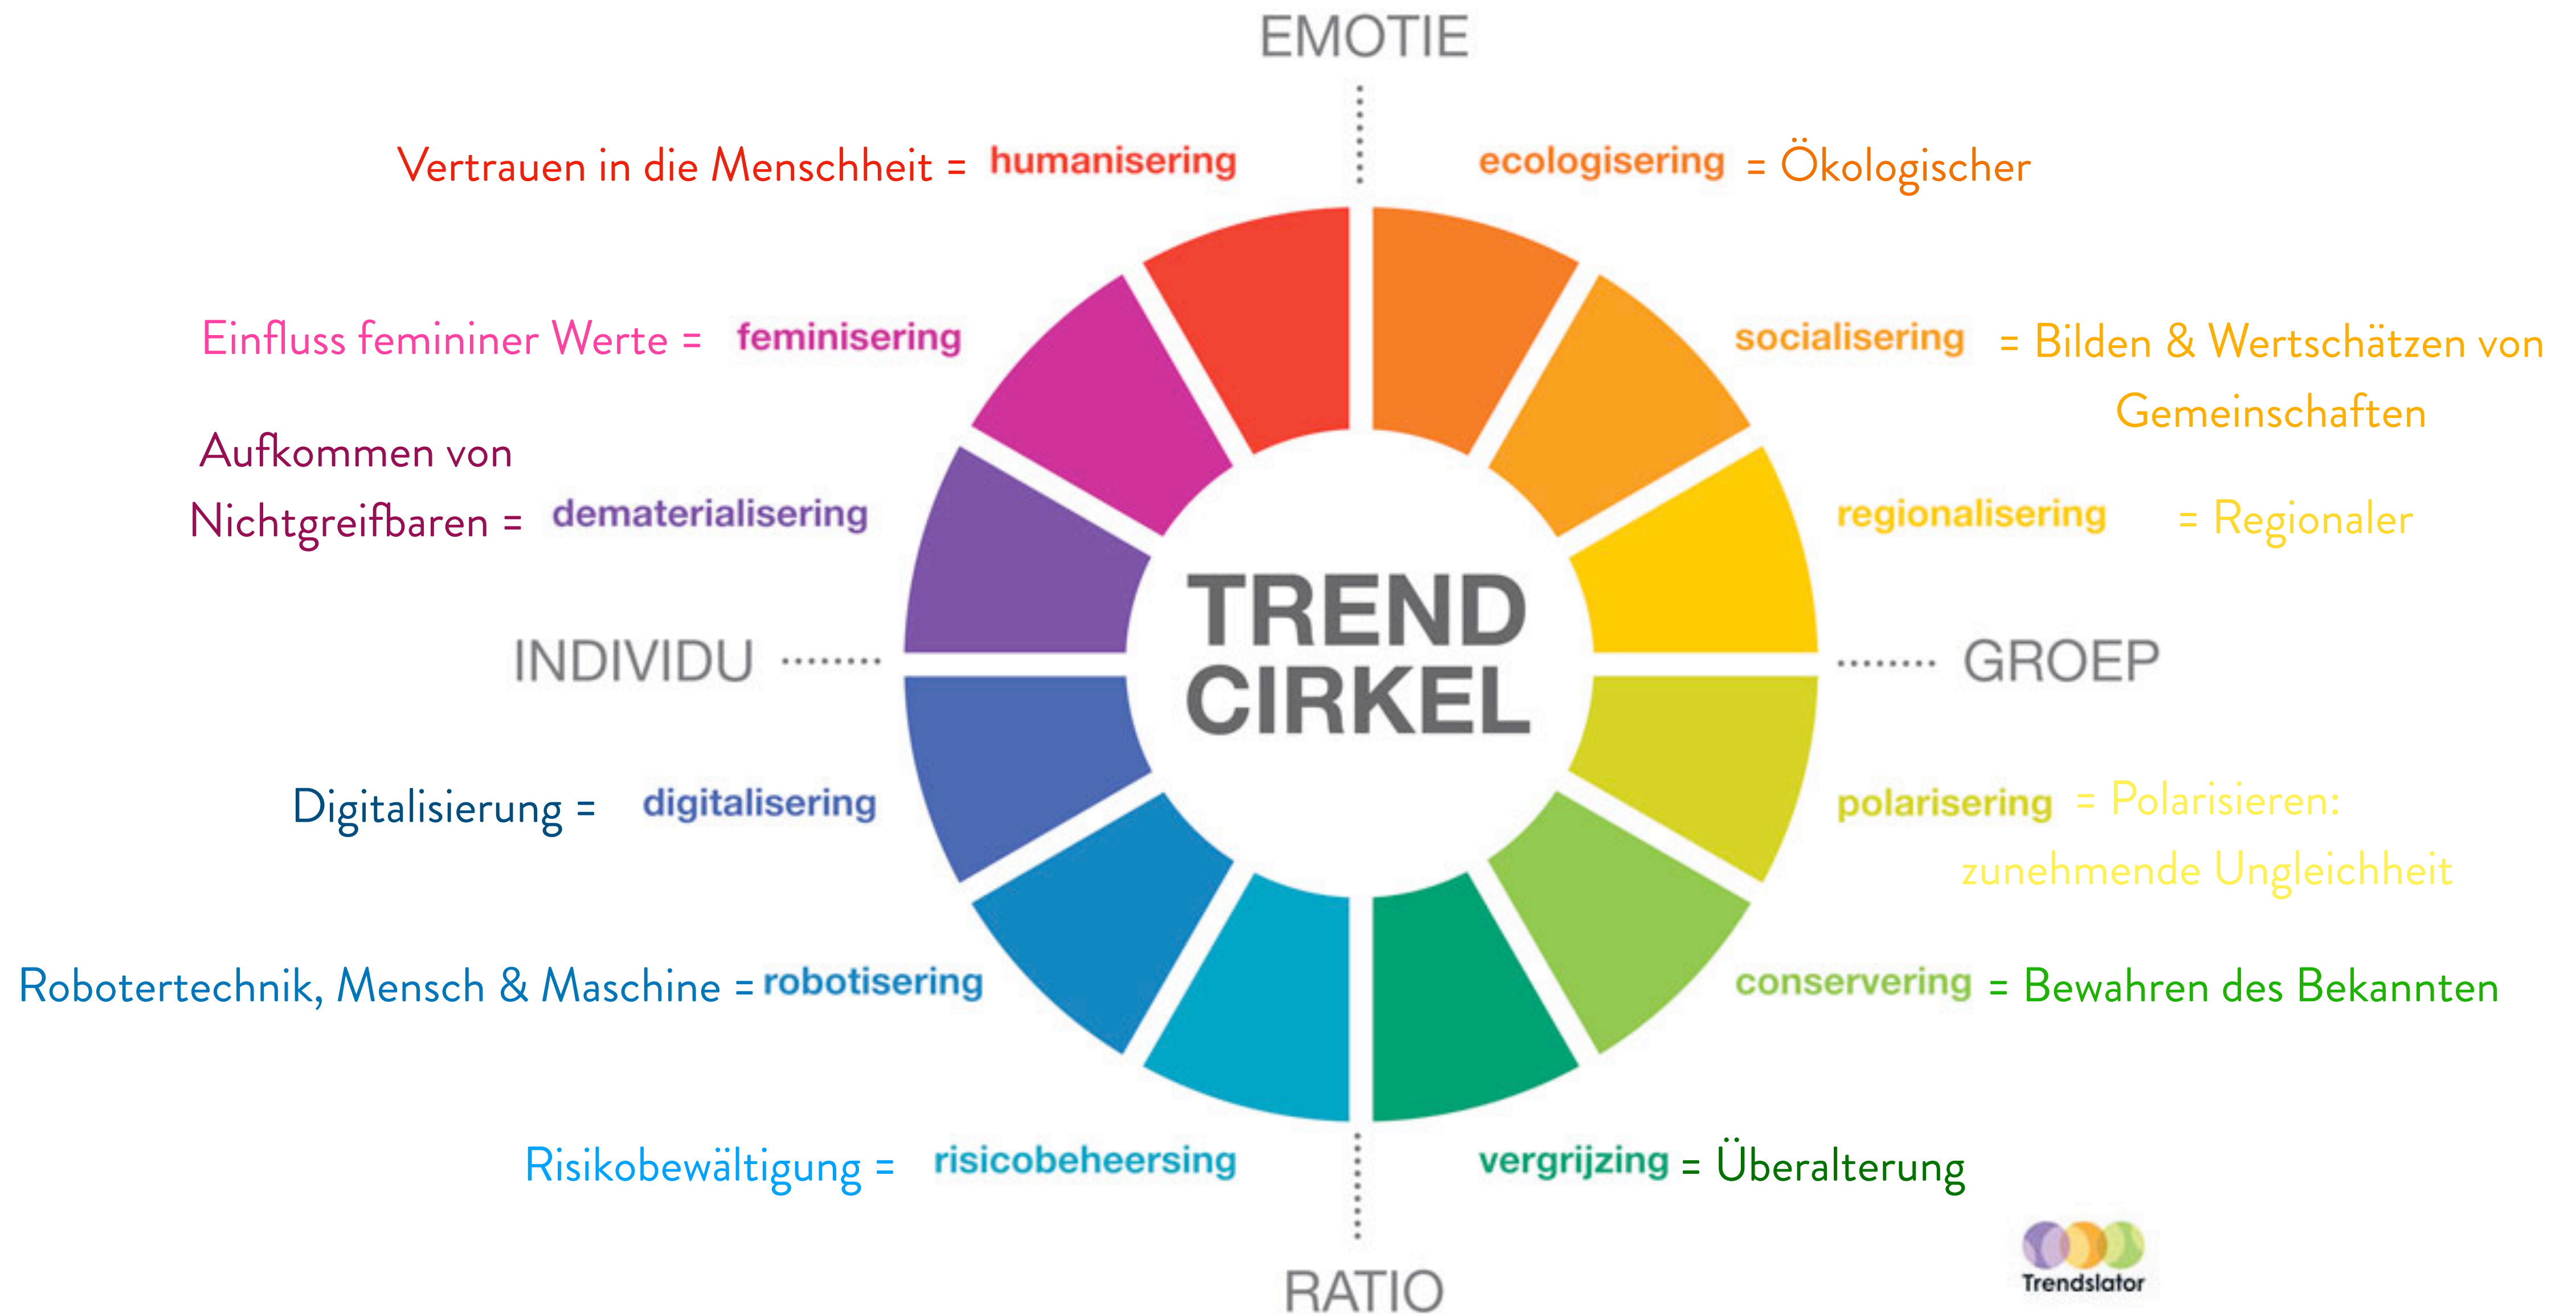 EMOTIE
Vertrauen in die Menschheit = humanisering
ecologisering = Ökologischer
Einfluss femininer Werte = feminisering
socialisering = Bilden & Wertschätzen von
Gemeinschaften
Aufkommen von
Nichtgreifbaren = dematerialisering
regionalisering = Regionaler
TREND
CIRKEL
INDIVIDU
GROEP
Digitalisierung = digitalisering
polarisering = Polarisieren:
zunehmende Ungleichheit
Robotertechnik, Mensch & Maschine = robotisering
conservering = Bewahren des Bekannten
Risikobewältigung = risicobeheersing
vergrijzing = Überalterung
RATIO
Trendslator